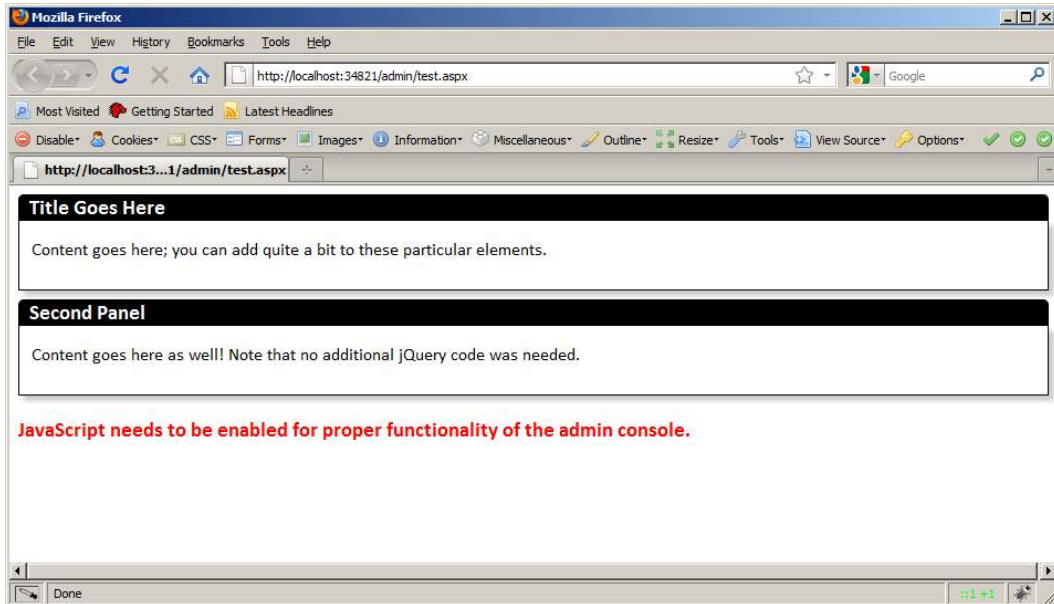 Mozilla Firefox
File Edit View History Bookmarks Tools Help
http://localhost:34821/admin/test.aspx
Google
Most Visited Getting Started Latest Headlines
Disable Cookies CSS Forms Images Information Miscellaneous Outline Resize Tools View Source Options
http://localhost:3...1/admin/test.aspx
Title Goes Here
Content goes here; you can add quite a bit to these particular elements.
Second Panel
Content goes here as well! Note that no additional jQuery code was needed.
JavaScript needs to be enabled for proper functionality of the admin console.
Done
::1 +1